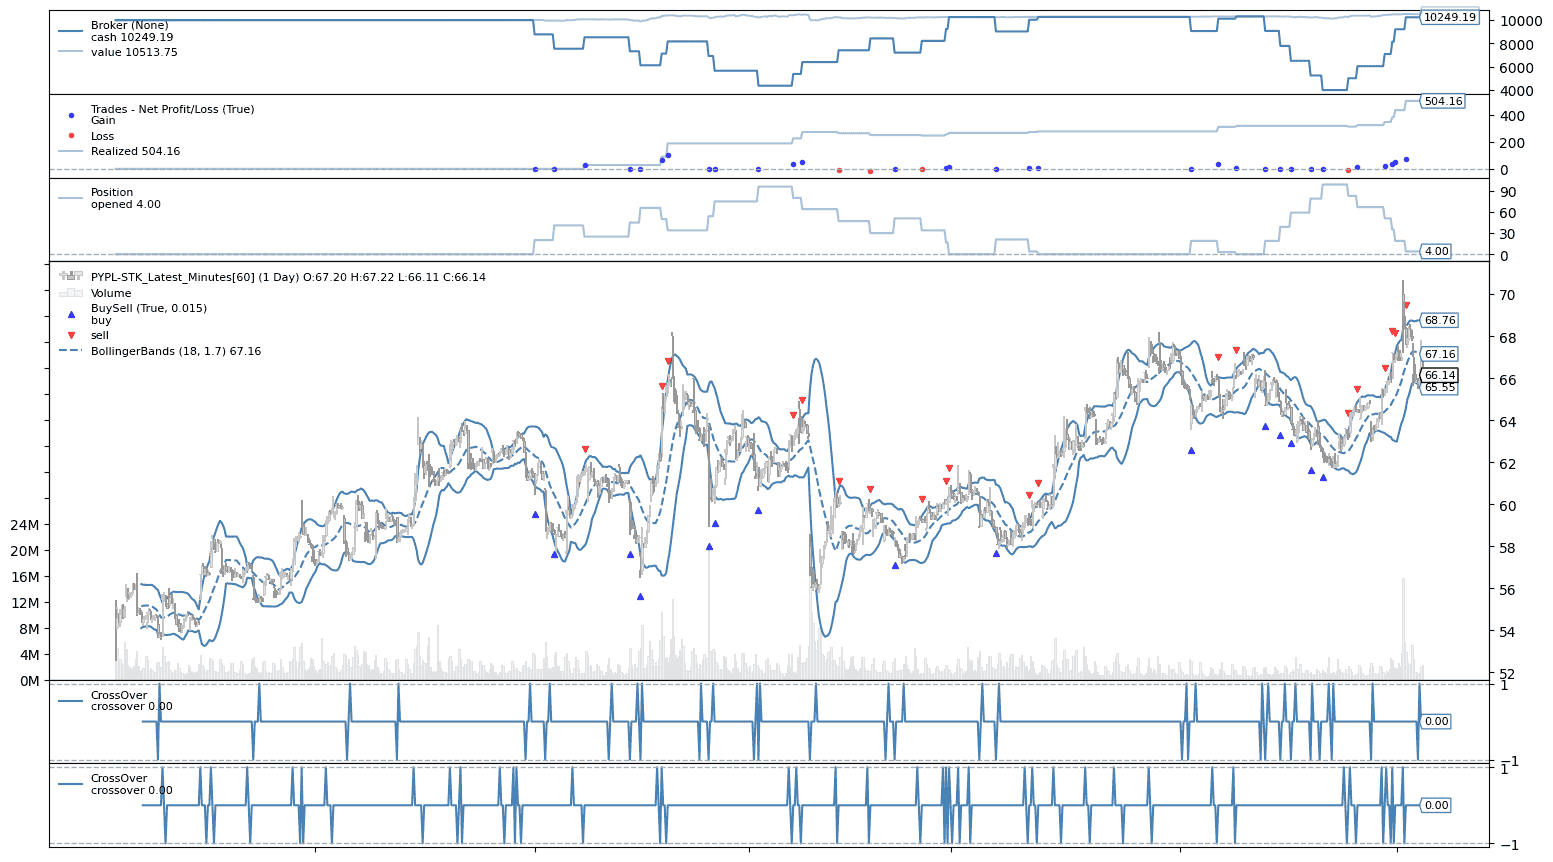 Broker (None)
cash 10249.19
value 10513.75
10249.19
10000
8000
6000
4000
Trades - Net Profit/Loss (True)
Gain
Loss
Realized 504.16
504.16
400
200
0
Position
opened 4.00
90
60
30
0
4.00
PYPL-STK_Latest_Minutes[60] (1 Day) O:67.20 H:67.22 L:66.11 C:66.14
Volume
BuySell (True, 0.015)
buy
sell
BollingerBands (18, 1.7) 67.16
70
68
66
64
62
60
58
56
54
52
68.76
67.16
66.14
65.55
24M
20M
16M
12M
8M
4M
0M
CrossOver
crossover 0.00
1
0.00
−1
CrossOver
crossover 0.00
1
0.00
−1